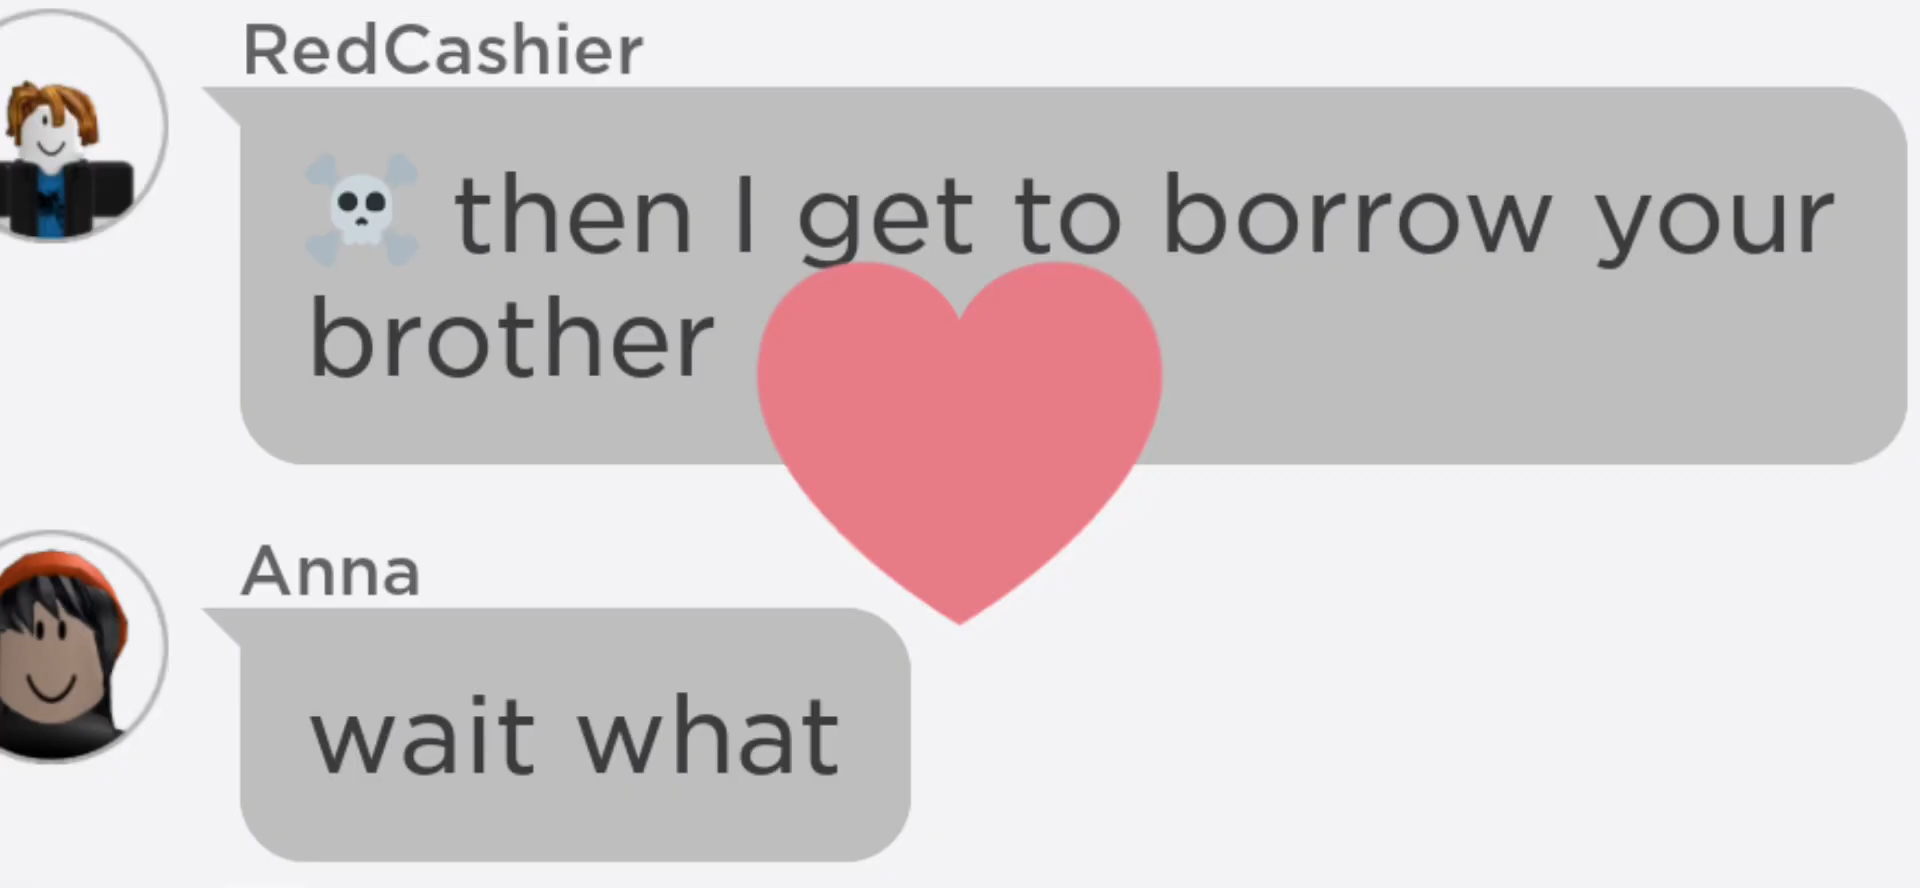 RedCashier
☠️ then I get to borrow your
brother
Anna
wait what